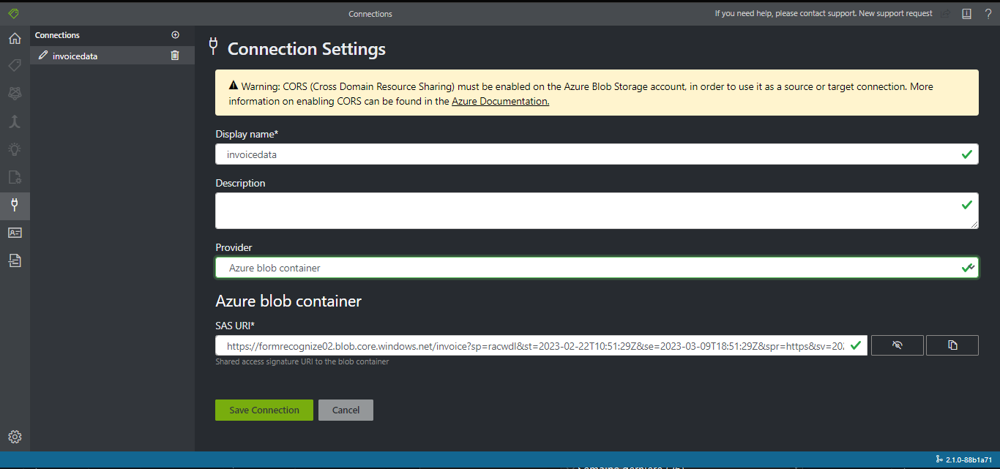 Connections
If you need help, please contact support. New support request
Connections
invoicedata
Connection Settings
Warning: CORS (Cross Domain Resource Sharing) must be enabled on the Azure Blob Storage account, in order to use it as a source or target connection. More
information on enabling CORS can be found in the Azure Documentation.
Display name*
invoicedata
Description
Provider
Azure blob container
Azure blob container
SAS URI*
https://formrecognize02.blob.core.windows.net/invoice?sp=racwdl&st=2023-02-22T10:51:29Z&se=2023-03-09T18:51:29Z&spr=https&sv=202
Shared access signature URI to the blob container
Save Connection
Cancel
2.1.0-88b1a71